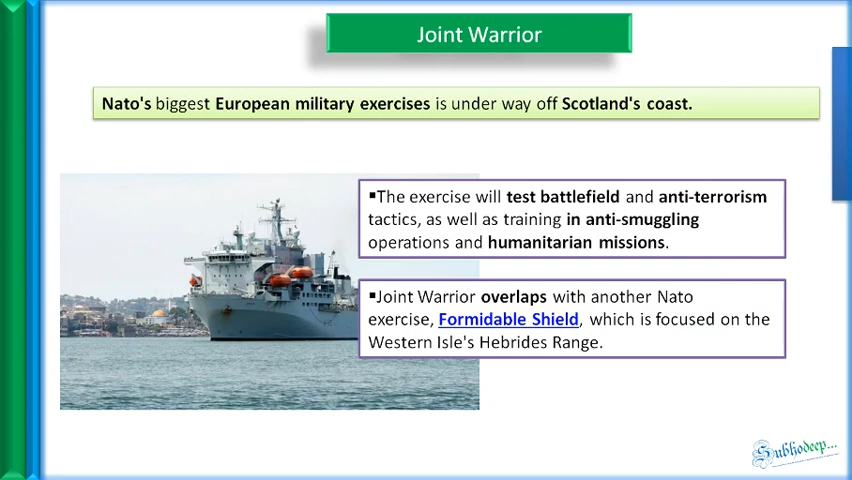 Joint Warrior
Nato's biggest European military exercises is under way off Scotland's coast.
▪The exercise will test battlefield and anti-terrorism
tactics, as well as training in anti-smuggling
operations and humanitarian missions.
▪Joint Warrior overlaps with another Nato
exercise, Formidable Shield, which is focused on the
Western Isle's Hebrides Range.
Subhodeep...